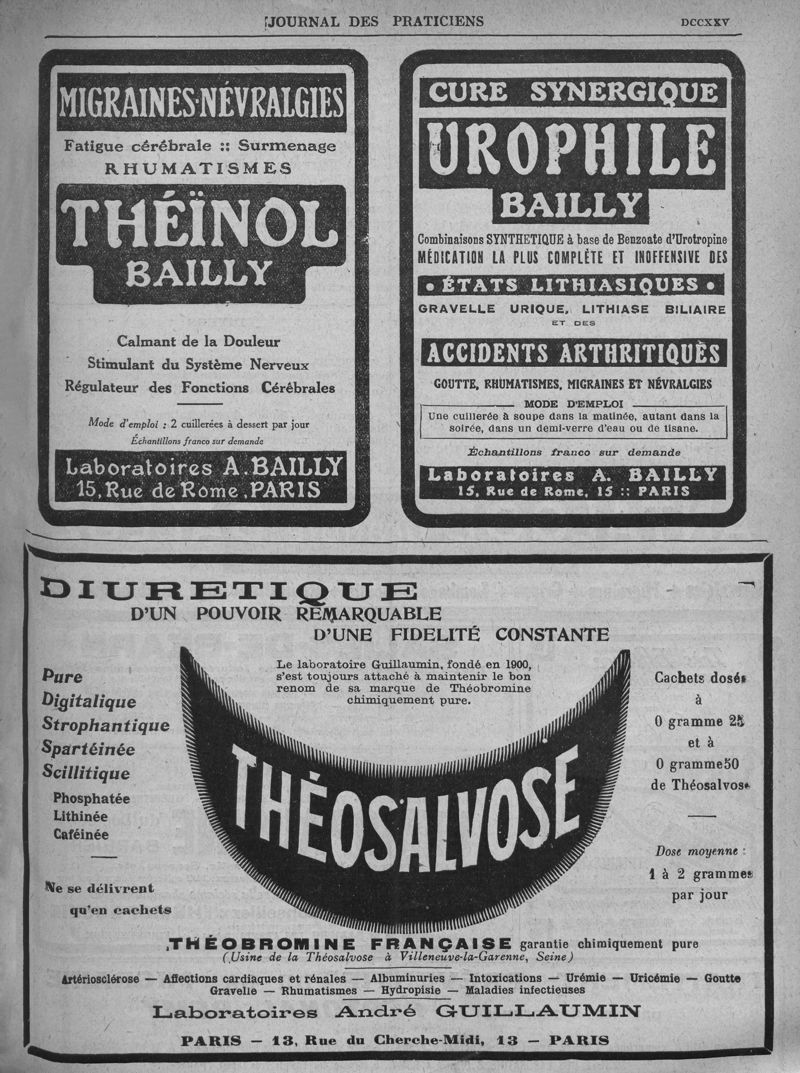 JOURNAL DES PRATICIENS
DCCXXV
MIGRAINES-NÉVRALGIES
Fatigue cérébrale :: Surmenage
RHUMATISMES
THÉÏNOL
BAILLY
Calmant de la Douleur
Stimulant du Système Nerveux
Régulateur des Fonctions Cérébrales
Mode d'emploi : 2 cuillerées à dessert par jour
Échantillons franco sur demande
Laboratoires A. BAILLY
15, Rue de Rome, PARIS
CURE SYNERGIQUE
UROPHILE
BAILLY
Combinaisons SYNTHETIQUE à base de Benzoate d'Urotropine
MÉDICATION LA PLUS COMPLÈTE ET INOFFENSIVE DES
• ÉTATS LITHIASIQUES •
GRAVELLE URIQUE, LITHIASE BILIAIRE
ET DES
ACCIDENTS ARTHRITIQUÈS
GOUTTE, RHUMATISMES, MIGRAINES ET NÉVRALGIES
MODE D'EMPLOI
Une cuillerée à soupe dans la matinée, autant dans la
soirée, dans un demi-verre d'eau ou de tisane.
Échantillons franco sur demande
Laboratoires A. BAILLY
15, Rue de Rome, 15 :: PARIS
DIURETIQUE
D'UN POUVOIR REMARQUABLE
D'UNE FIDELITÉ CONSTANTE
Le laboratoire Guillaumin, fondé en 1900,
s'est toujours attaché à maintenir le bon
renom de sa marque de Théobromine
chimiquement pure.
Pure
Digitalique
Strophantique
Spartéinée
Scillitique
Phosphatée
Lithinée
Caféinée
Ne se délivrent
qu'en cachets
THÉOSALVOSE
Cachets dosés
à
0 gramme 25
et à
0 gramme50
de Théosalvose
Dose moyenne :
1 à 2 grammes
par jour
THÉOBROMINE FRANÇAISE garantie chimiquement pure
(Usine de la Théosalvose à Villeneuve-la-Garenne, Seine)
Artériosclérose — Affections cardiaques et rénales — Albuminuries — Intoxications — Urémie — Uricémie — Goutte
Gravelle — Rhumatismes — Hydropisie — Maladies infectieuses
Laboratoires André GUILLAUMIN
PARIS — 13, Rue du Cherche-Midi, 13 — PARIS